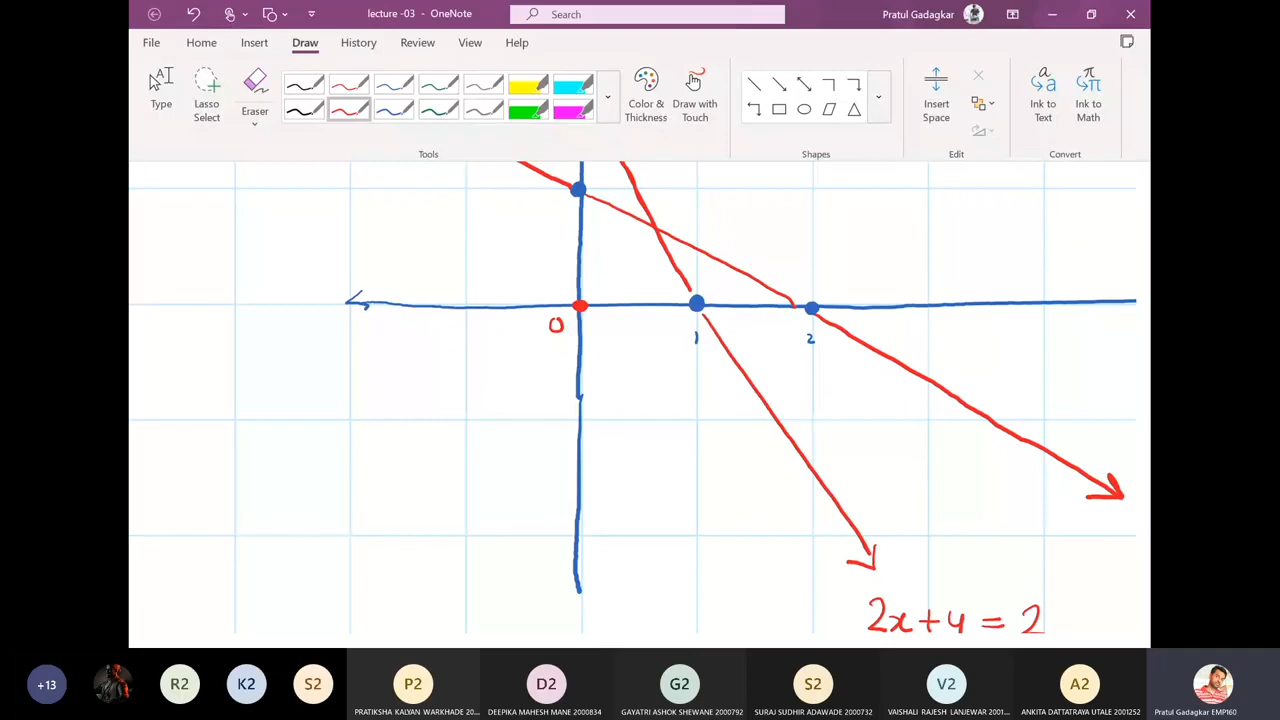 lecture -03 - OneNote
Search
Pratul Gadagkar
File Home Insert Draw History Review View Help
Type
Lasso Select
Eraser
Color & Thickness
Draw with Touch
Insert Space
Ink to Text
Ink to Math
Tools Shapes Edit Convert
0
1
2
2x+y = 2
+13 R2 K2 S2 P2 D2 G2 S2 V2 A2
PRATIKSHA KALYAN WARKHADE 20...
DEEPIKA MAHESH MANE 2000834
GAYATRI ASHOK SHEWANE 2000792
SURAJ SUDHIR ADAWADE 2000732
VAISHALI RAJESH LANJEWAR 2001...
ANKITA DATTATRAYA UTALE 2001252
Pratul Gadagkar EMP160